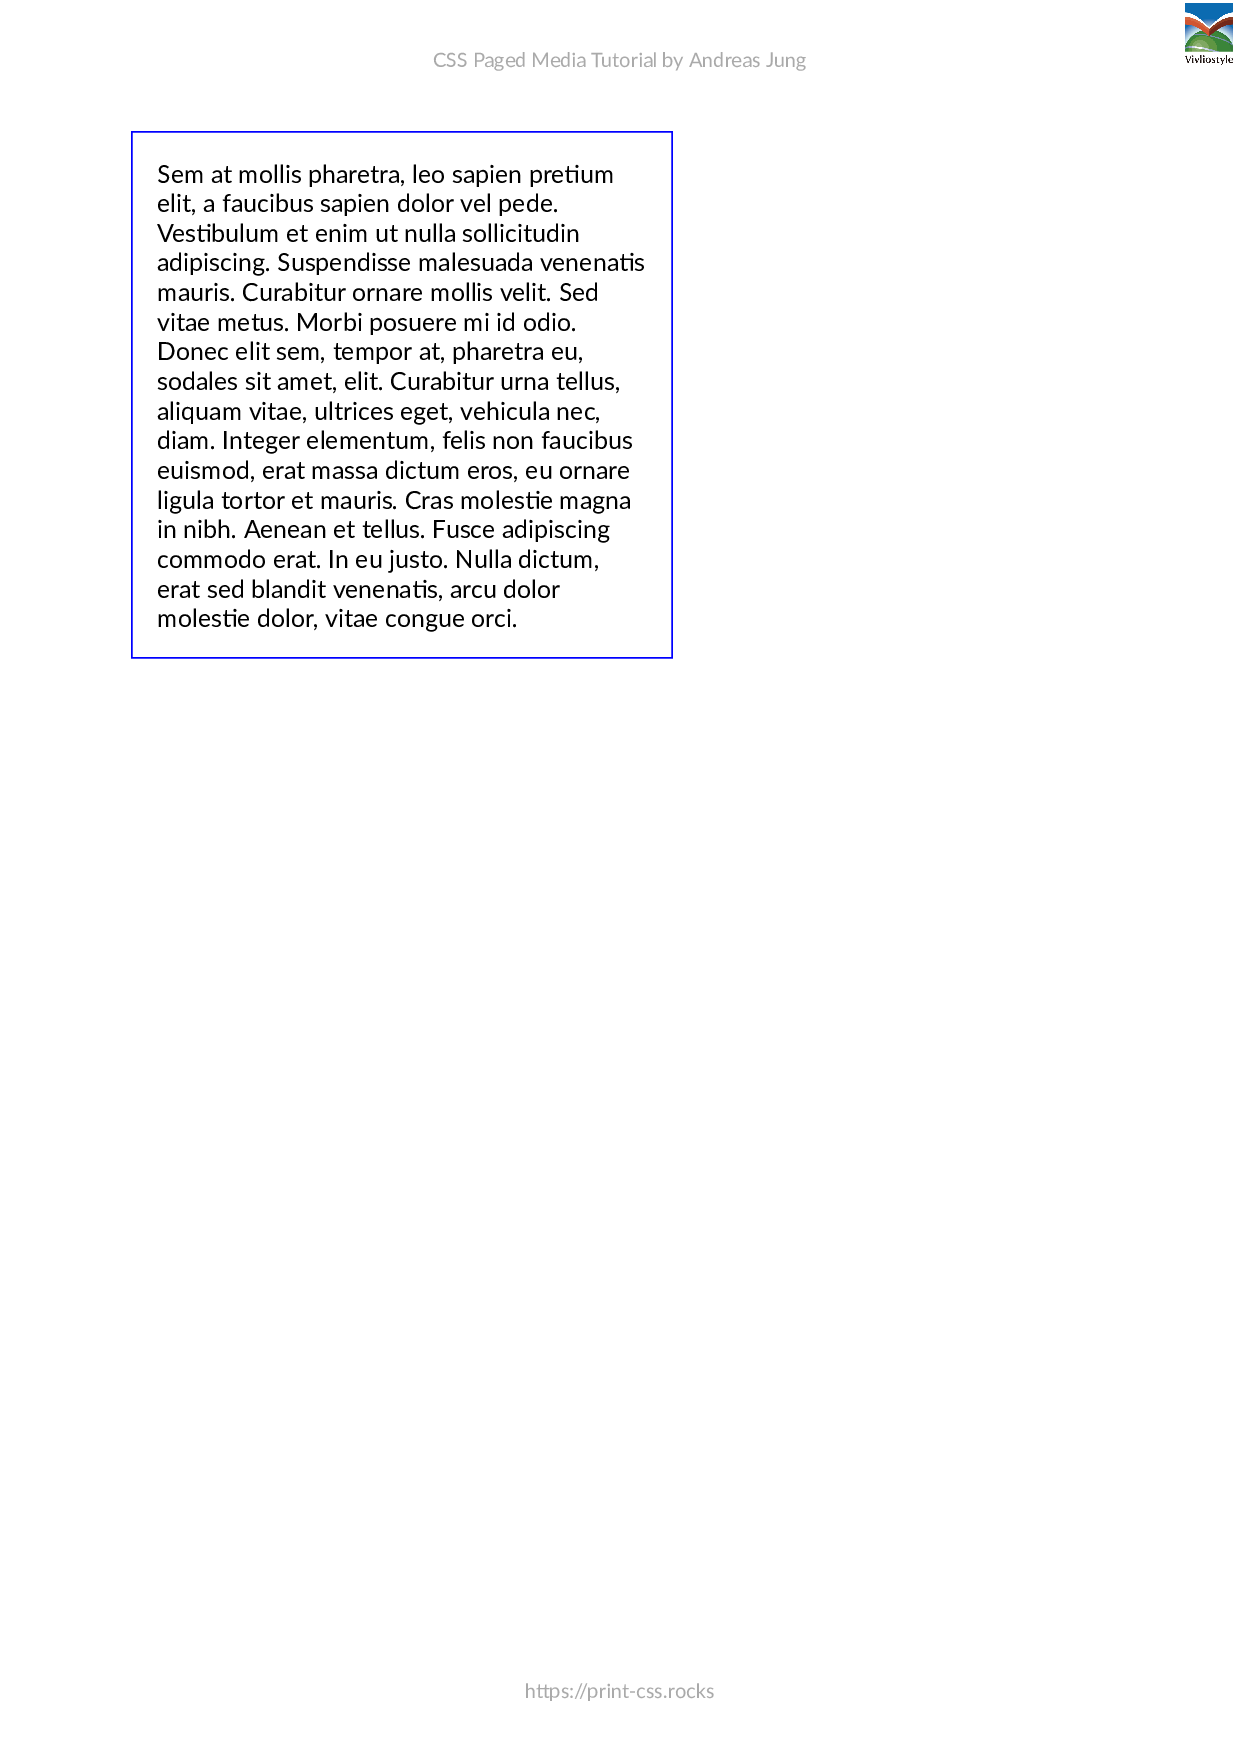 CSS Paged Media Tutorial by Andreas Jung
Vivliostyle
Sem at mollis pharetra, leo sapien pretium
elit, a faucibus sapien dolor vel pede.
Vestibulum et enim ut nulla sollicitudin
adipiscing. Suspendisse malesuada venenatis
mauris. Curabitur ornare mollis velit. Sed
vitae metus. Morbi posuere mi id odio.
Donec elit sem, tempor at, pharetra eu,
sodales sit amet, elit. Curabitur urna tellus,
aliquam vitae, ultrices eget, vehicula nec,
diam. Integer elementum, felis non faucibus
euismod, erat massa dictum eros, eu ornare
ligula tortor et mauris. Cras molestie magna
in nibh. Aenean et tellus. Fusce adipiscing
commodo erat. In eu justo. Nulla dictum,
erat sed blandit venenatis, arcu dolor
molestie dolor, vitae congue orci.
https://print-css.rocks